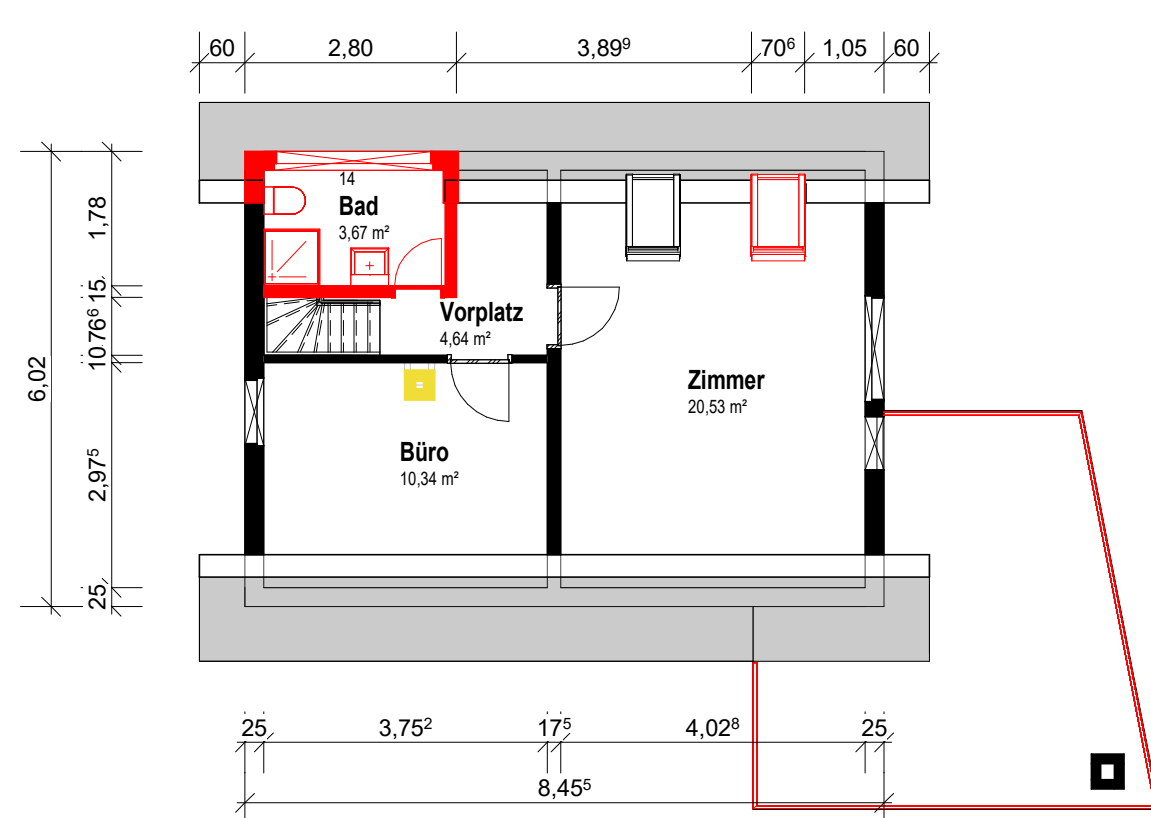 60 2,80 3,89⁹ 70⁶ 1,05 60
14
Bad
3,67 m²
Vorplatz
4,64 m²
Zimmer
20,53 m²
Büro
10,34 m²
6,02
1,78
15
76⁶
10
2,97⁵
25
25 3,75² 17⁵ 4,02⁸ 25
8,45⁵